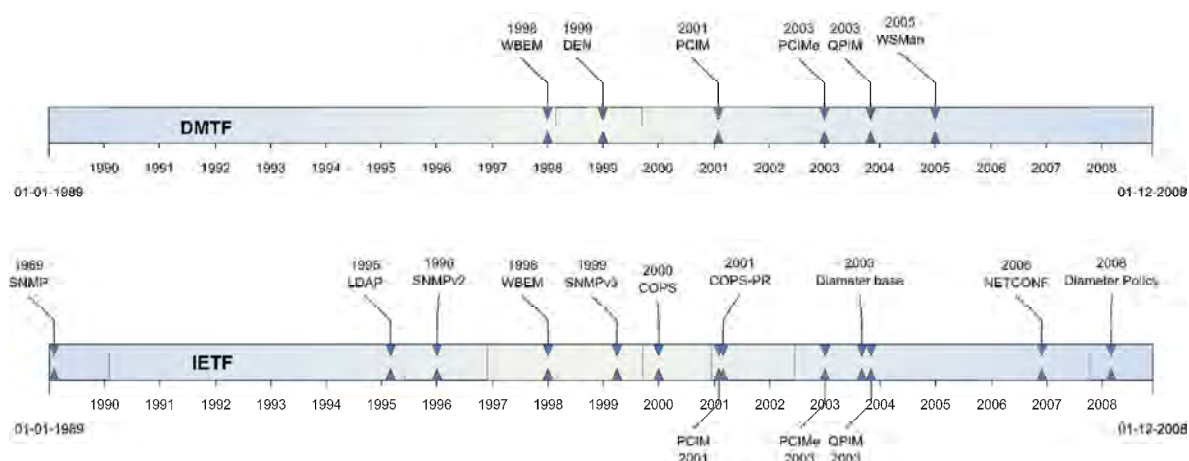 1998 1999 2001 2003 2003 2005
WBEM DEN PCIM PCIMe QPIM WSMan
DMTF
1990 1991 1992 1993 1994 1995 1996 1997 1998 1999 2000 2001 2002 2003 2004 2005 2006 2007 2008
01-01-1989 01-12-2008
1989 1995 1996 1998 1999 2000 2001 2003 2006 2008
SNMP LDAP SNMPv2 WBEM SNMPv3 COPS COPS-PR Diameter base NETCONF Diameter Policy
IETF
1990 1991 1992 1993 1994 1995 1996 1997 1998 1999 2000 2001 2002 2003 2004 2005 2006 2007 2008
01-01-1989 01-12-2008
PCIM PCIMe QPIM
2001 2003 2003